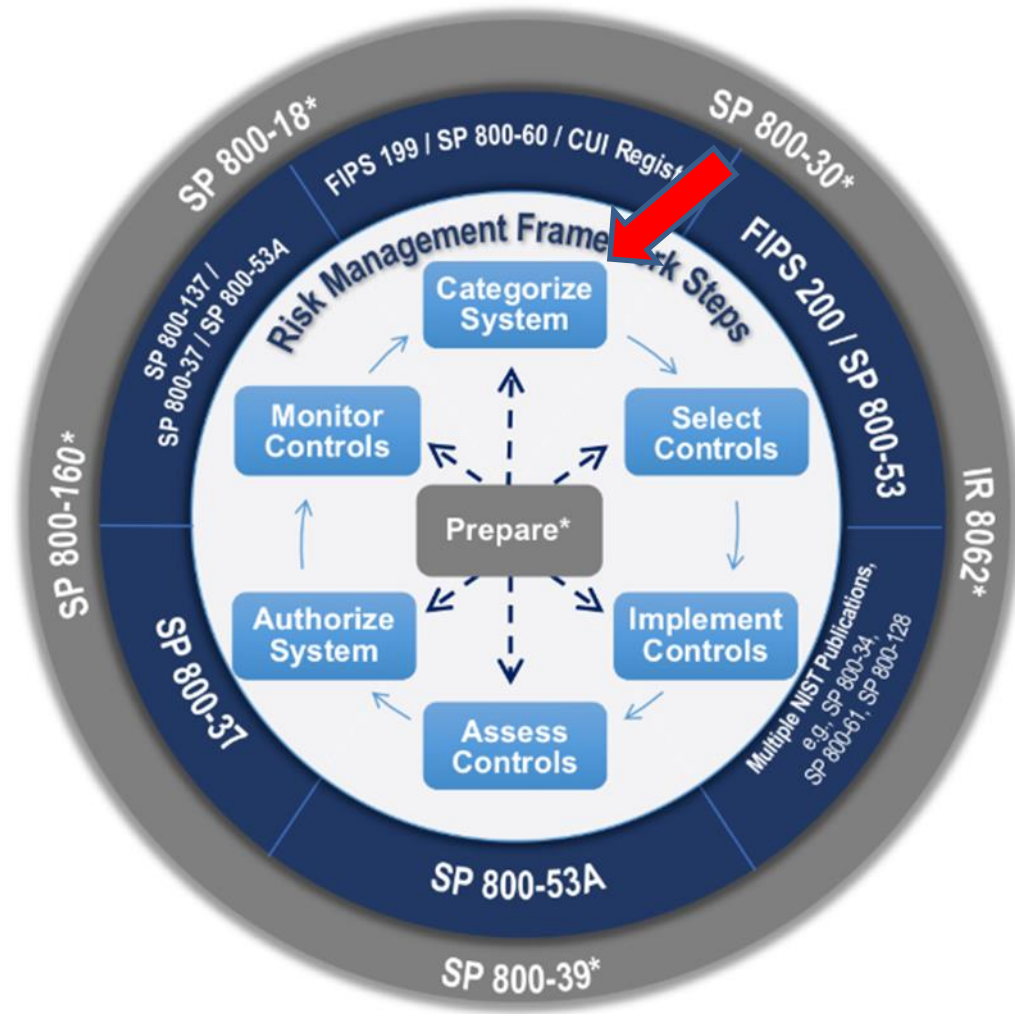 SP 800-18*
SP 800-30*
IR 8062*
SP 800-39*
SP 800-160*
FIPS 199 / SP 800-60 / CUI
FIPS 200 / SP 800-53
Multiple NIST Publications,
e.g., SP 800-34,
SP 800-61, SP 800-128
SP 800-53A
SP 800-37
SP 800-137 /
SP 800-37 / SP 800-53A
Risk Management Framework Steps
Categorize
System
Select
Controls
Implement
Controls
Assess
Controls
Authorize
System
Monitor
Controls
Prepare*